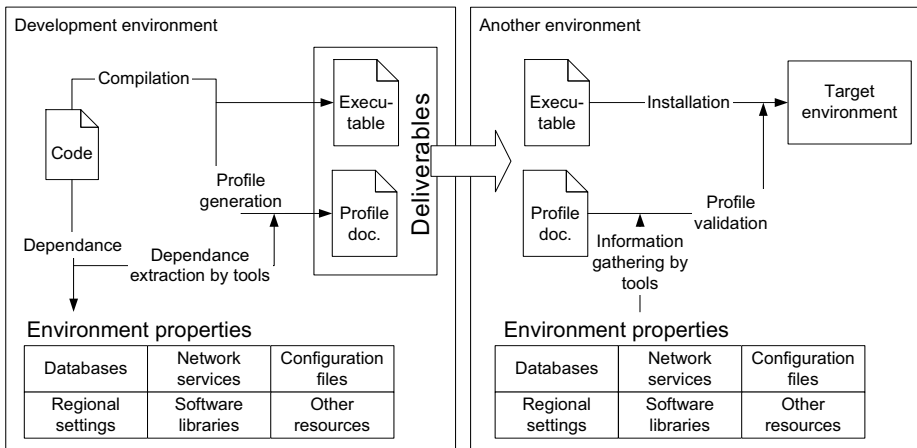 Development environment
Compilation
Code
Execu-
table
Profile
generation
Profile
doc.
Deliverables
Dependance
Dependance
extraction by tools
Environment properties
Databases
Network
services
Configuration
files
Regional
settings
Software
libraries
Other
resources
Another environment
Execu-
table
Installation
Target
environment
Profile
doc.
Profile
validation
Information
gathering by
tools
Environment properties
Databases
Network
services
Configuration
files
Regional
settings
Software
libraries
Other
resources